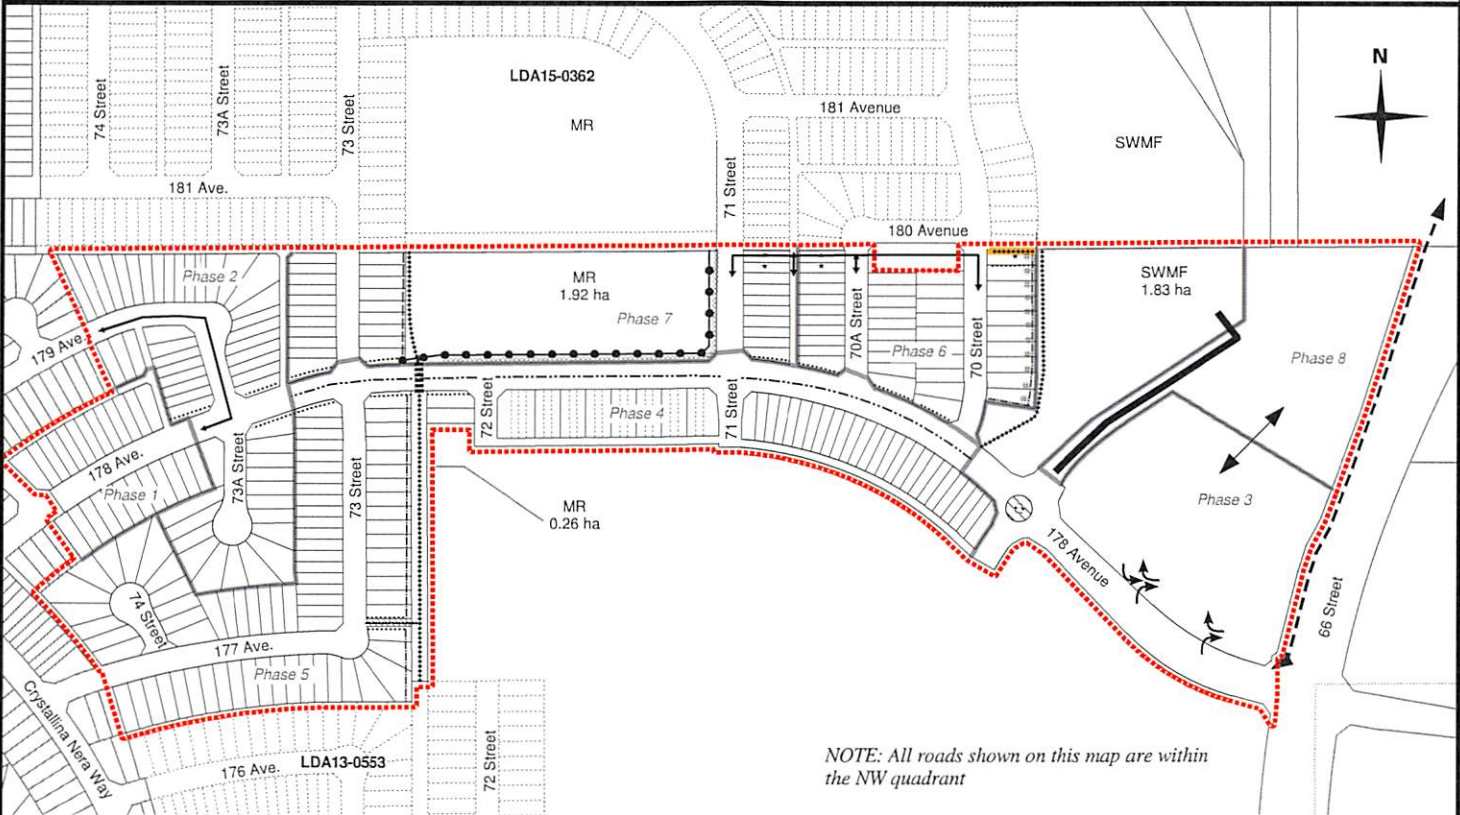 LDA15-0362
N
74 Street
73A Street
73 Street
MR
181 Avenue
SWMF
181 Ave.
71 Street
180 Avenue
Phase 2
MR
1.92 ha
Phase 7
SWMF
1.83 ha
179 Ave.
70A Street
Phase 6
70 Street
Phase 8
72 Street
Phase 4
71 Street
178 Ave.
Phase 1
73A Street
73 Street
MR
0.26 ha
Phase 3
178 Avenue
74 Street
66 Street
177 Ave.
Phase 5
Crystallina Nera Way
176 Ave.
LDA13-0553
72 Street
NOTE: All roads shown on this map are within
the NW quadrant